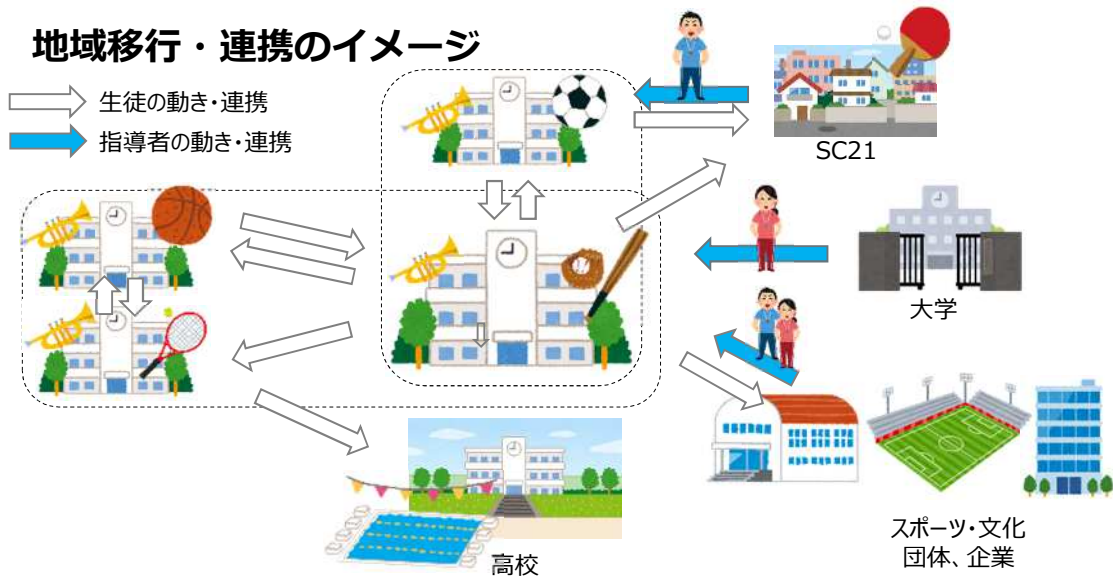 地域移行・連携のイメージ
生徒の動き・連携
指導者の動き・連携
SC21
大学
スポーツ・文化
団体、企業
高校